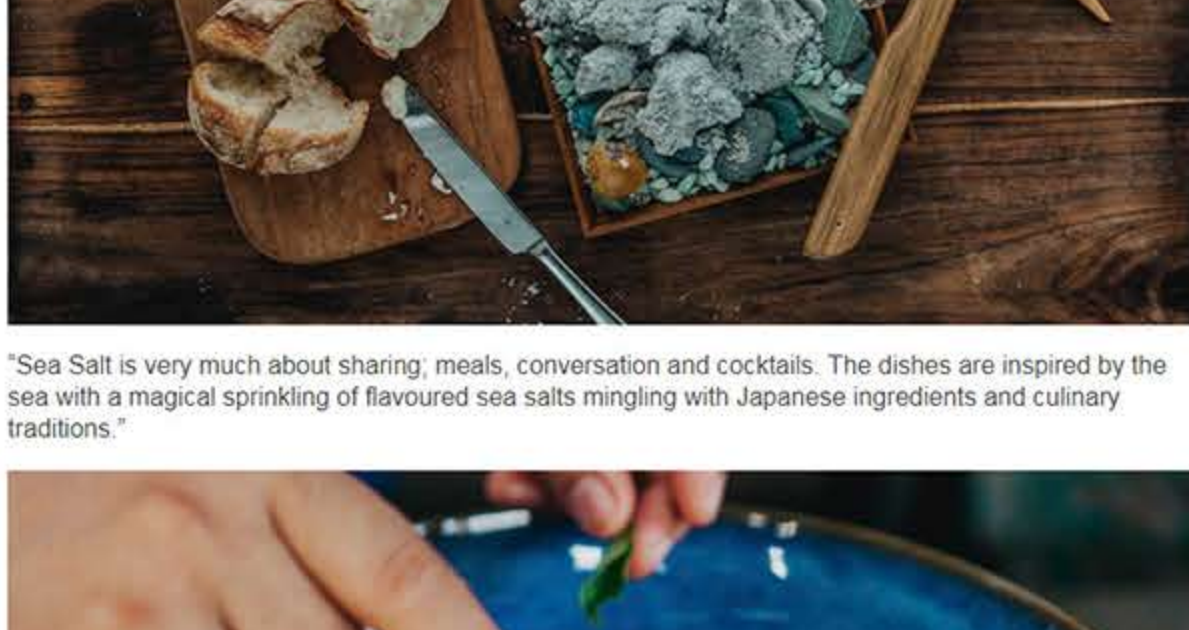 “Sea Salt is very much about sharing; meals, conversation and cocktails. The dishes are inspired by the
sea with a magical sprinkling of flavoured sea salts mingling with Japanese ingredients and culinary
traditions.”